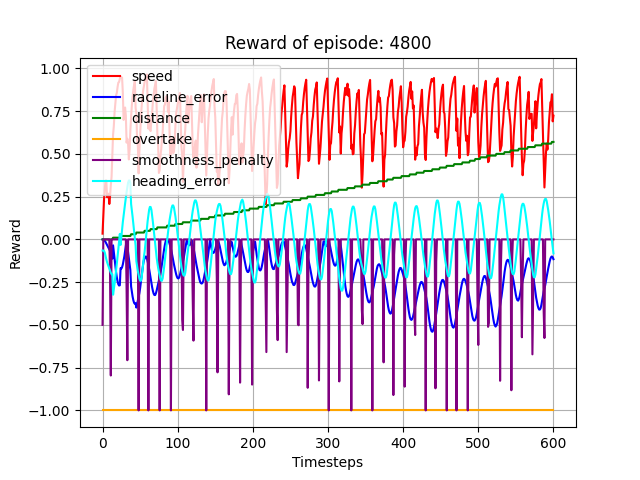 Reward of episode: 4800
1.00
0.75
0.50
0.25
0.00
−0.25
−0.50
−0.75
−1.00
Reward
speed
raceline_error
distance
overtake
smoothness_penalty
heading_error
0 100 200 300 400 500 600
Timesteps